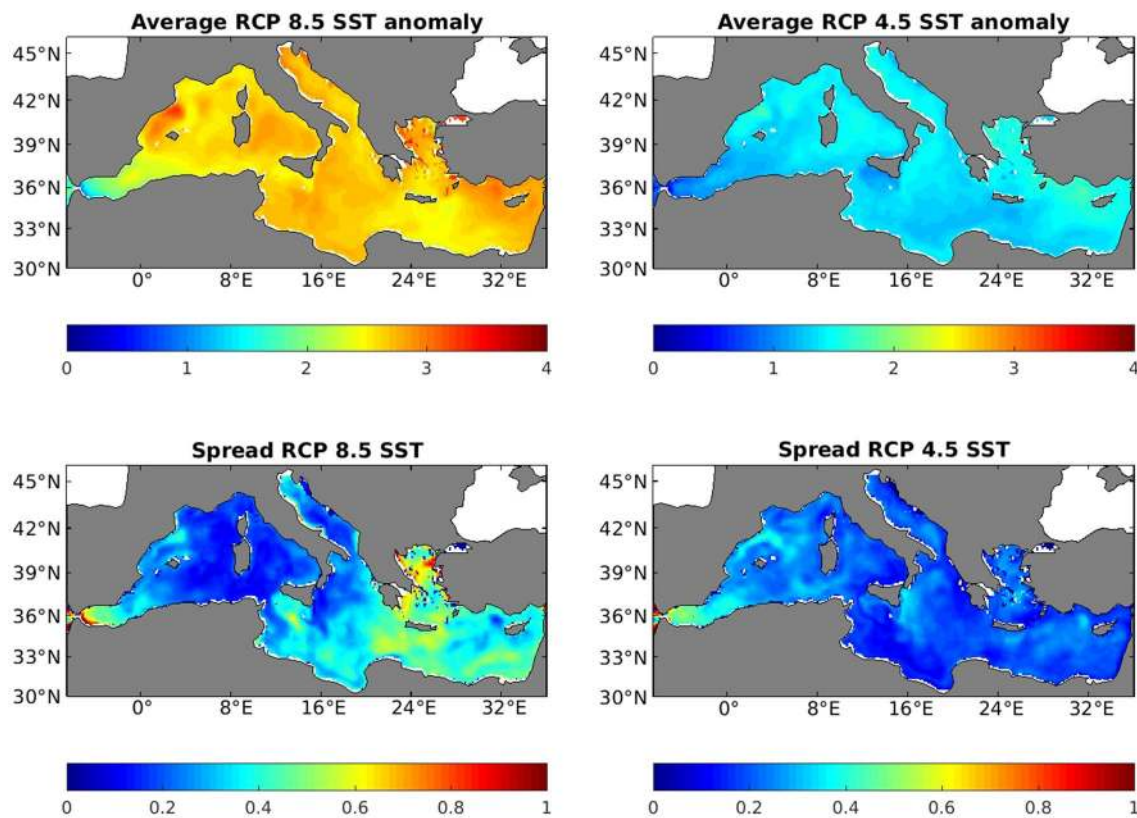 Average RCP 8.5 SST anomaly
45°N
42°N
39°N
36°N
33°N
30°N
0° 8°E 16°E 24°E 32°E
0 1 2 3 4
Average RCP 4.5 SST anomaly
45°N
42°N
39°N
36°N
33°N
30°N
0° 8°E 16°E 24°E 32°E
0 1 2 3 4
Spread RCP 8.5 SST
45°N
42°N
39°N
36°N
33°N
30°N
0° 8°E 16°E 24°E 32°E
0 0.2 0.4 0.6 0.8 1
Spread RCP 4.5 SST
45°N
42°N
39°N
36°N
33°N
30°N
0° 8°E 16°E 24°E 32°E
0 0.2 0.4 0.6 0.8 1